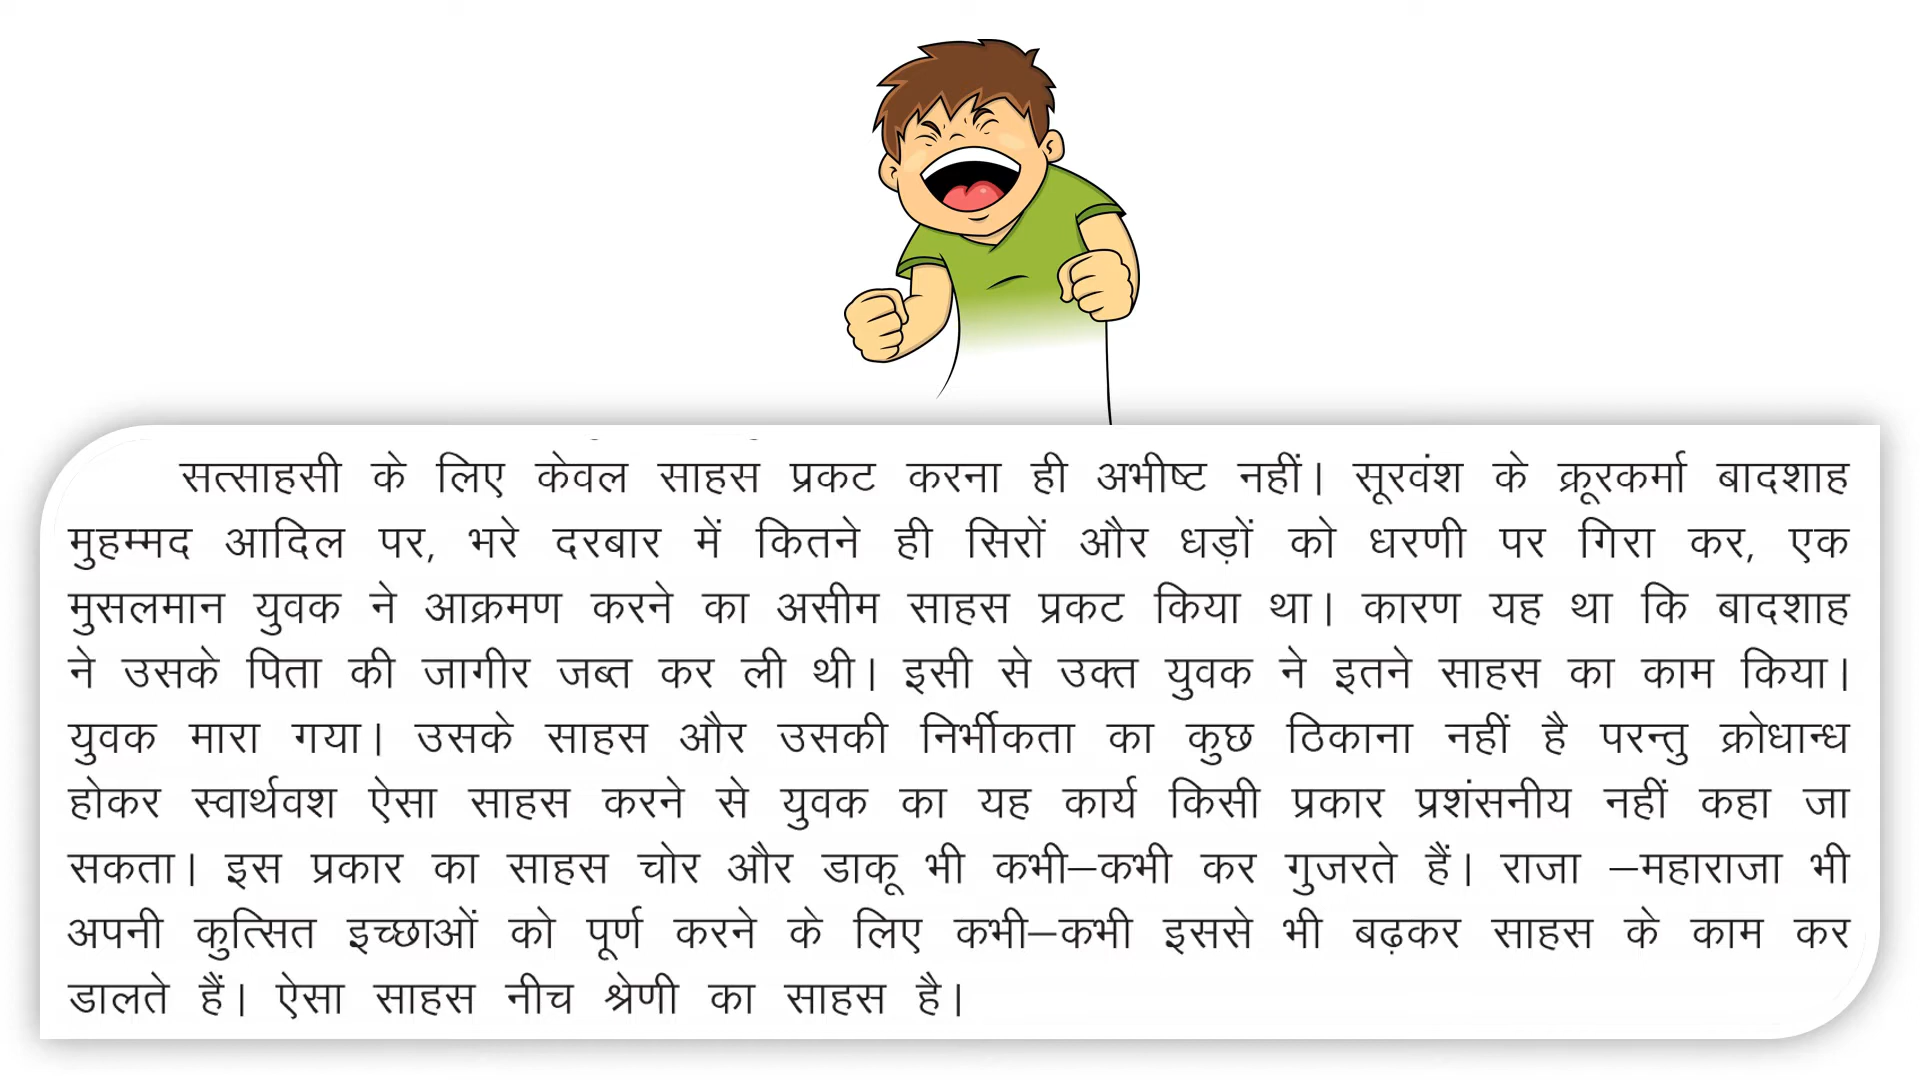 सत्साहसी के लिए केवल साहस प्रकट करना ही अभीष्ट नहीं। सूरवंश के क्रूरकर्मा बादशाह
मुहम्मद आदिल पर, भरे दरबार में कितने ही सिरों और धड़ों को धरणी पर गिरा कर, एक
मुसलमान युवक ने आक्रमण करने का असीम साहस प्रकट किया था। कारण यह था कि बादशाह
ने उसके पिता की जागीर जब्त कर ली थी। इसी से उक्त युवक ने इतने साहस का काम किया।
युवक मारा गया। उसके साहस और उसकी निर्भीकता का कुछ ठिकाना नहीं है परन्तु क्रोधान्ध
होकर स्वार्थवश ऐसा साहस करने से युवक का यह कार्य किसी प्रकार प्रशंसनीय नहीं कहा जा
सकता। इस प्रकार का साहस चोर और डाकू भी कभी–कभी कर गुजरते हैं। राजा –महाराजा भी
अपनी कुत्सित इच्छाओं को पूर्ण करने के लिए कभी–कभी इससे भी बढ़कर साहस के काम कर
डालते हैं। ऐसा साहस नीच श्रेणी का साहस है।